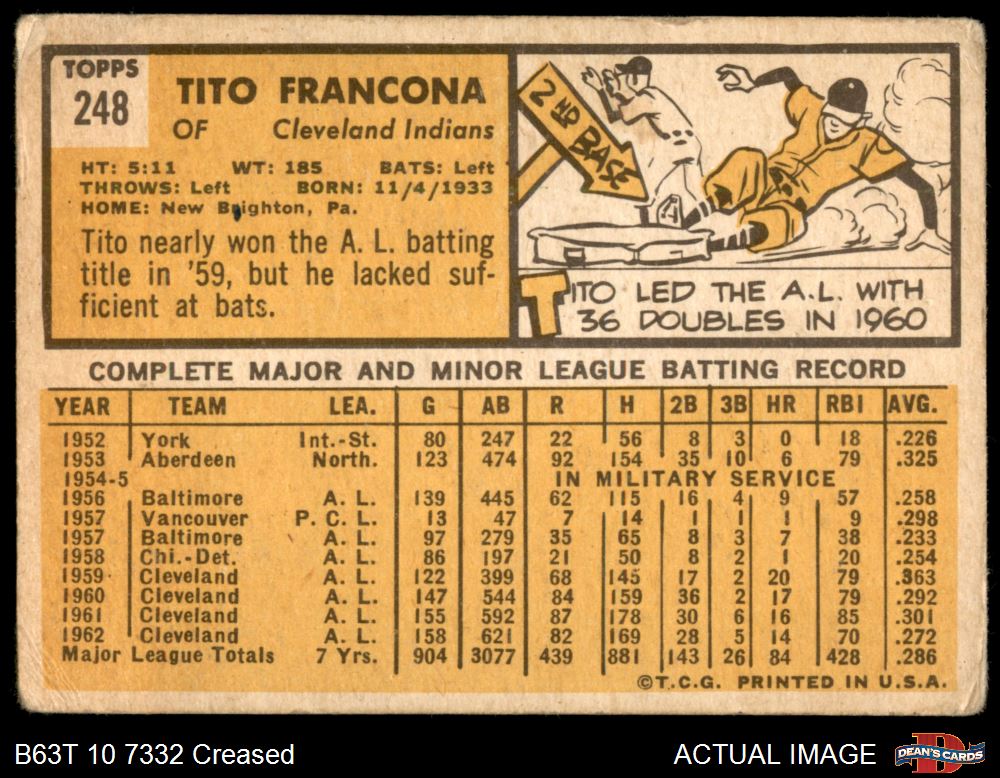 TOPPS
248
TITO FRANCONA
OF Cleveland Indians
HT: 5:11 WT: 185 BATS: Left
THROWS: Left BORN: 11/4/1933
HOME: New Brighton, Pa.
Tito nearly won the A. L. batting
title in '59, but he lacked suf-
ficient at bats.
2ND BASE
TITO LED THE A.L. WITH
36 DOUBLES IN 1960
COMPLETE MAJOR AND MINOR LEAGUE BATTING RECORD
YEAR TEAM LEA. G AB R H 2B 3B HR RBI AVG.
1952 York Int.-St. 80 247 22 56 8 3 0 18 .226
1953 Aberdeen North. 123 474 92 154 35 10 6 79 .325
1954-5 IN MILITARY SERVICE
1956 Baltimore A. L. 139 445 62 115 16 4 9 57 .258
1957 Vancouver P. C. L. 13 47 7 14 1 1 1 9 .298
1957 Baltimore A. L. 97 279 35 65 8 3 7 38 .233
1958 Chi.-Det. A. L. 86 197 21 50 8 2 1 20 .254
1959 Cleveland A. L. 122 399 68 145 17 2 20 79 .363
1960 Cleveland A. L. 147 544 84 159 36 2 17 79 .292
1961 Cleveland A. L. 155 592 87 178 30 6 16 85 .301
1962 Cleveland A. L. 158 621 82 169 28 5 14 70 .272
Major League Totals 7 Yrs. 904 3077 439 881 143 26 84 428 .286
©T.C.G. PRINTED IN U.S.A.
B63T 10 7332 Creased
ACTUAL IMAGE
DEAN'S CARDS